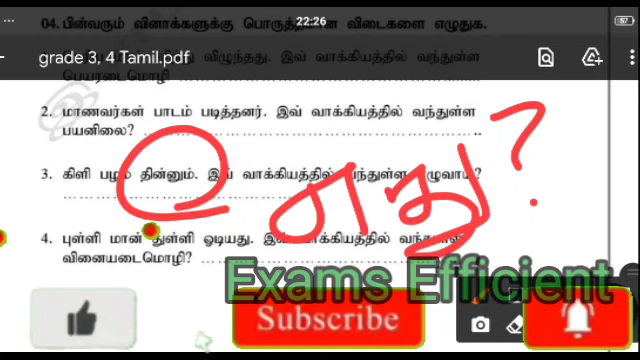 22:26
57
04. பின்வரும் வினாக்களுக்கு பொருத்தமான விடைகளை எழுதுக.
விழுந்தது. இவ் வாக்கியத்தில் வந்துள்ள
grade 3, 4 Tamil.pdf
பெயரடைமொழி
2. மாணவர்கள் பாடம் படித்தனர். இவ் வாக்கியத்தில் வந்துள்ள
பயனிலை? ..................................................
3. கிளி பழம் தின்னும். இவ் வாக்கியத்தில் வந்துள்ள எழுவாய்?
உ எது?
4. புள்ளி மான் துள்ளி ஓடியது. இவ் வாக்கியத்தில் வந்துள்ள
வினையடைமொழி? ..................................................
Exams Efficient
Subscribe